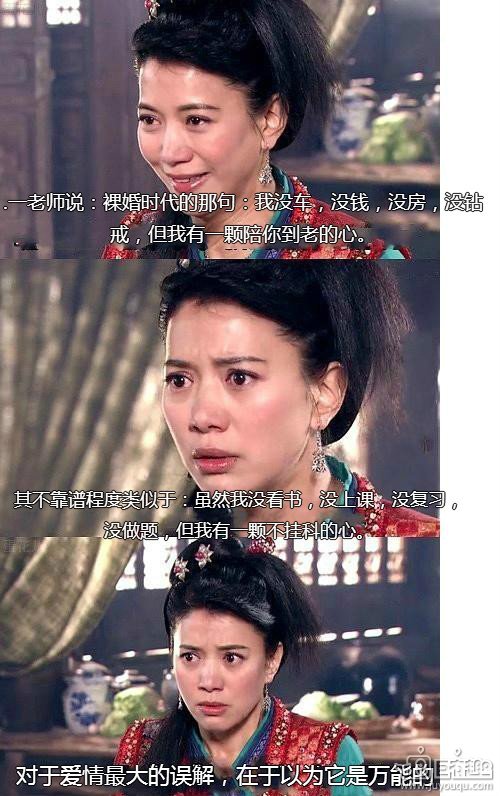 .一老师说：裸婚时代的那句：我没车，没钱，没房，没钻
戒，但我有一颗陪你到老的心。
其不靠谱程度类似于：虽然我没看书，没上课，没复习，
没做题，但我有一颗不挂科的心。
对于爱情最大的误解，在于以为它是万能的
www.juyouqu.com